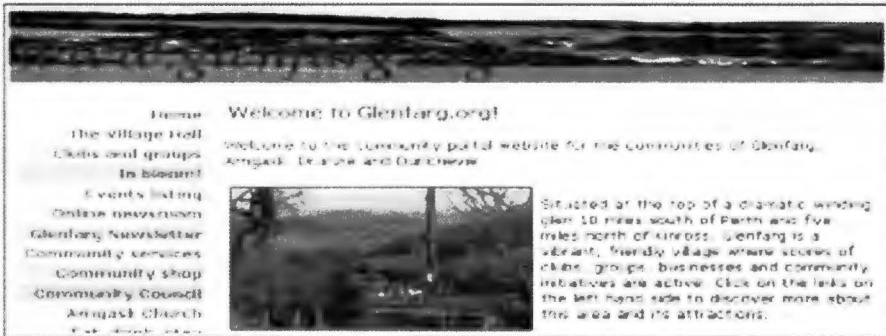 Home
The Village Hall
Clubs and groups
In bloom!
Events listing
Online newsroom
Glenfarg Newsletter
Community services
Community shop
Community Council
Arngask Church
Welcome to Glenfarg.org!
Welcome to the community portal website for the communities of Glenfarg,
Arngask, and
Situated at the top of a dramatic winding
glen 10 miles south of Perth and five
miles north of Kinross, Glenfarg is a
vibrant, friendly village where scores of
clubs, groups, businesses and community
initiatives are active. Click on the links on
the left hand side to discover more about
this area and its attractions.